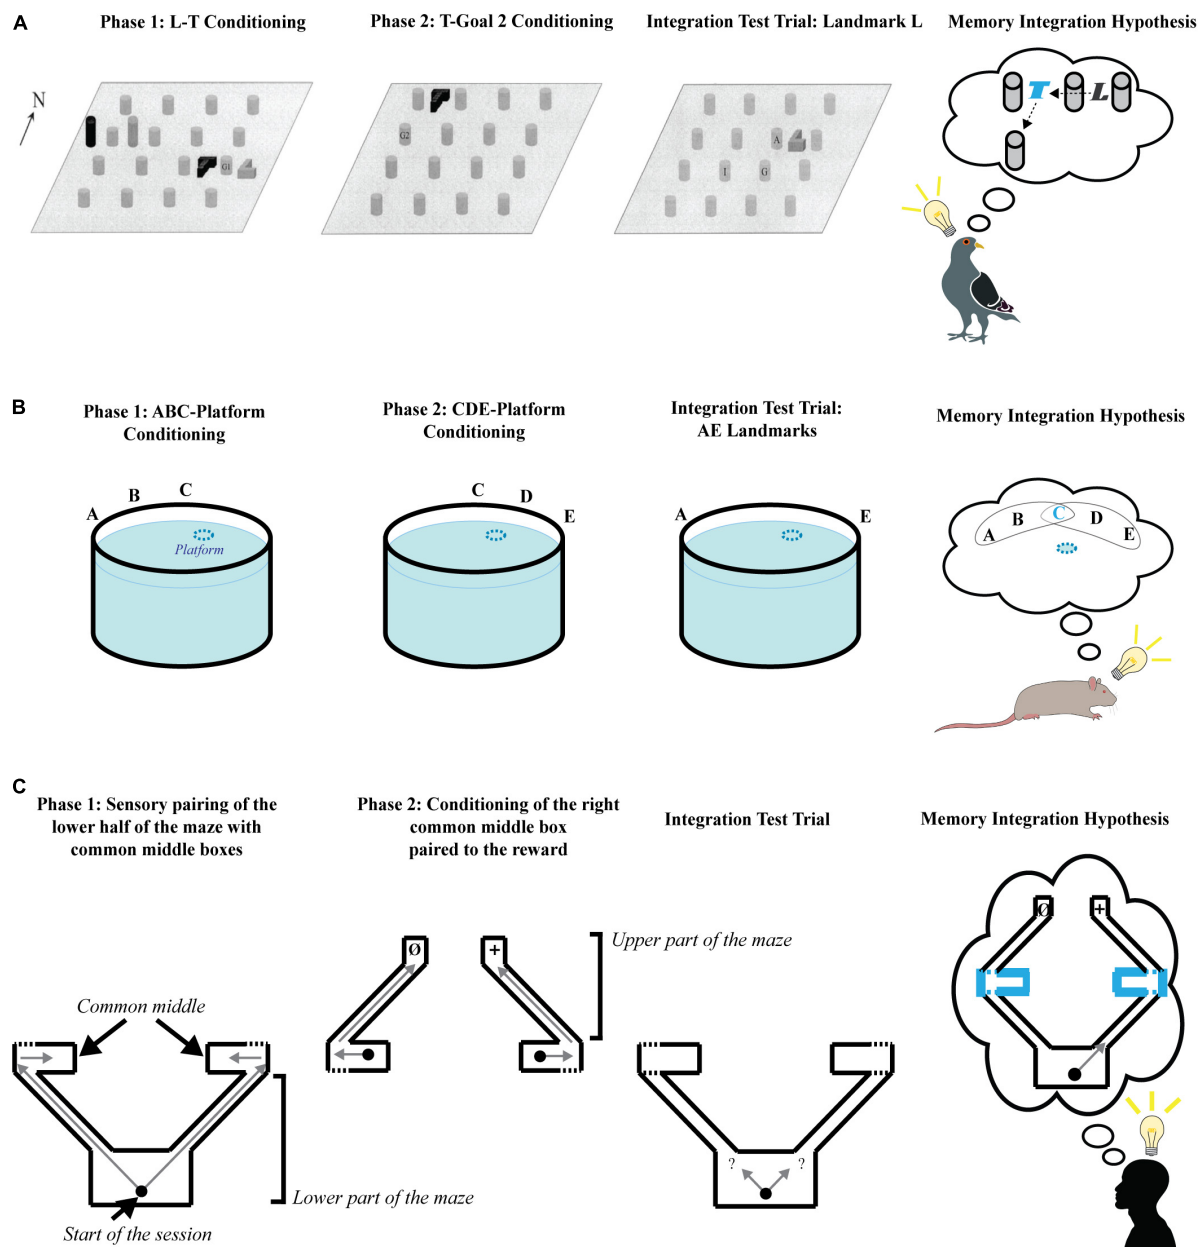 A
Phase 1: L-T Conditioning
Phase 2: T-Goal 2 Conditioning
Integration Test Trial: Landmark L
Memory Integration Hypothesis
N
G1
G2
A
I
G
T
L
B
Phase 1: ABC-Platform
Conditioning
Phase 2: CDE-Platform
Conditioning
Integration Test Trial:
AE Landmarks
Memory Integration Hypothesis
A
B
C
Platform
C
D
E
A
E
A
B
C
D
E
C
Phase 1: Sensory pairing of the
lower half of the maze with
common middle boxes
Phase 2: Conditioning of the right
common middle box
paired to the reward
Integration Test Trial
Memory Integration Hypothesis
Common middle
Lower part of the maze
Start of the session
Ø
+
Upper part of the maze
?
?
Ø
+